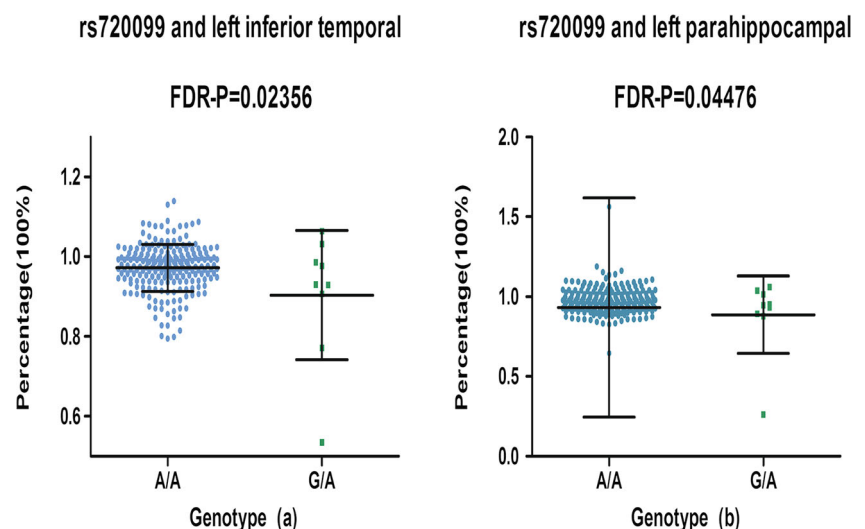 rs720099 and left inferior temporal
FDR-P=0.02356
Percentage(100%)
1.2
1.0
0.8
0.6
A/A
G/A
Genotype (a)
rs720099 and left parahippocampal
FDR-P=0.04476
Percentage(100%)
2.0
1.5
1.0
0.5
0.0
A/A
G/A
Genotype (b)